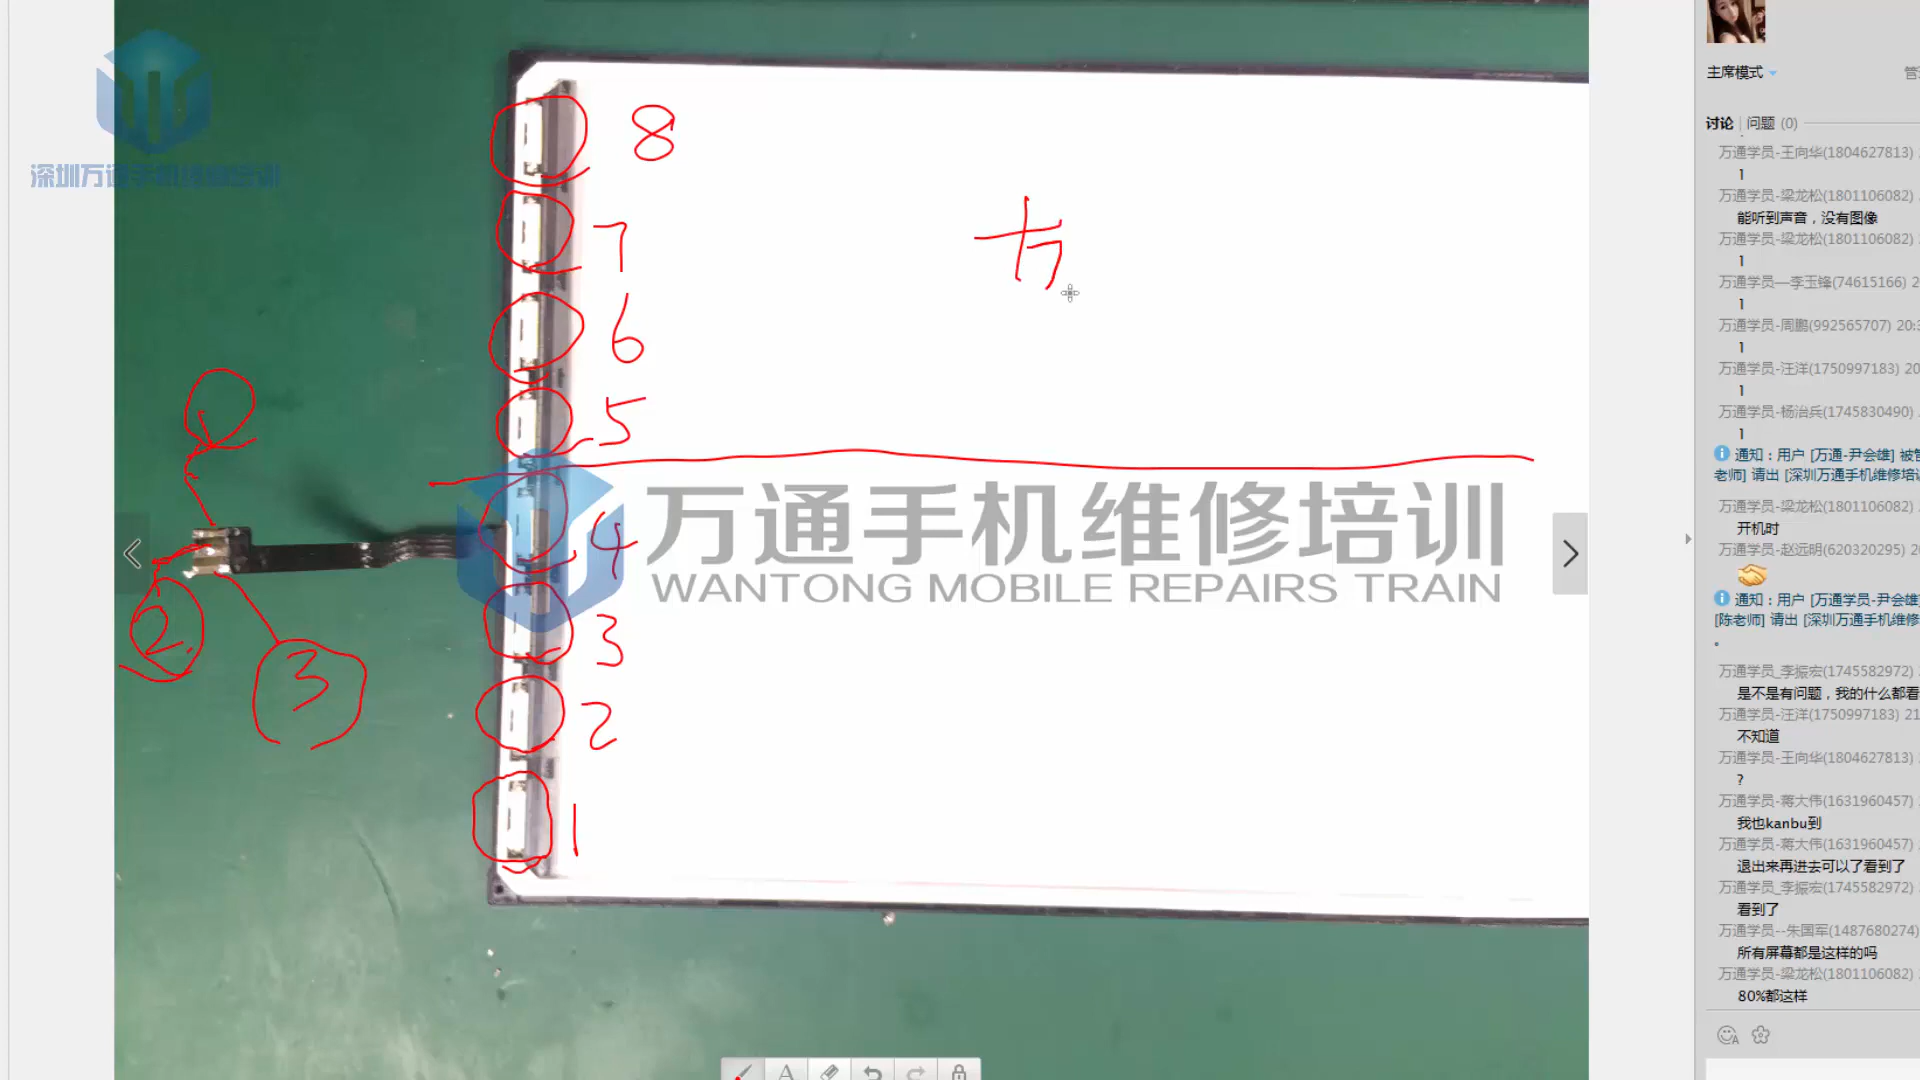 深圳万通手机维修培训
8
7
6
5
4
3
2
1
2
3
万通手机维修培训
WANTONG MOBILE REPAIRS TRAIN
主席模式
讨论 问题 (0)
万通学员-王向华(1804627813)
1
万通学员-梁龙松(1801106082)
能听到声音，没有图像
万通学员-梁龙松(1801106082)
1
万通学员—李玉锋(74615166) 2
1
万通学员-周鹏(992565707) 20:
1
万通学员-汪洋(1750997183) 20
1
万通学员-杨治兵(1745830490)
1
通知：用户 [万通-尹会雄] 被管
老师] 请出 [深圳万通手机维修培训
万通学员-梁龙松(1801106082)
开机时
万通学员-赵远明(620320295) 20
通知：用户 [万通学员-尹会雄]
[陈老师] 请出 [深圳万通手机维修
。
万通学员_李振宏(1745582972)
是不是有问题，我的什么都看
万通学员-汪洋(1750997183) 21
不知道
万通学员-王向华(1804627813)
?
万通学员-蒋大伟(1631960457)
我也kanbu到
万通学员-蒋大伟(1631960457)
退出来再进去可以了看到了
万通学员_李振宏(1745582972)
看到了
万通学员--朱国军(1487680274)
所有屏幕都是这样的吗
万通学员-梁龙松(1801106082)
80%都这样